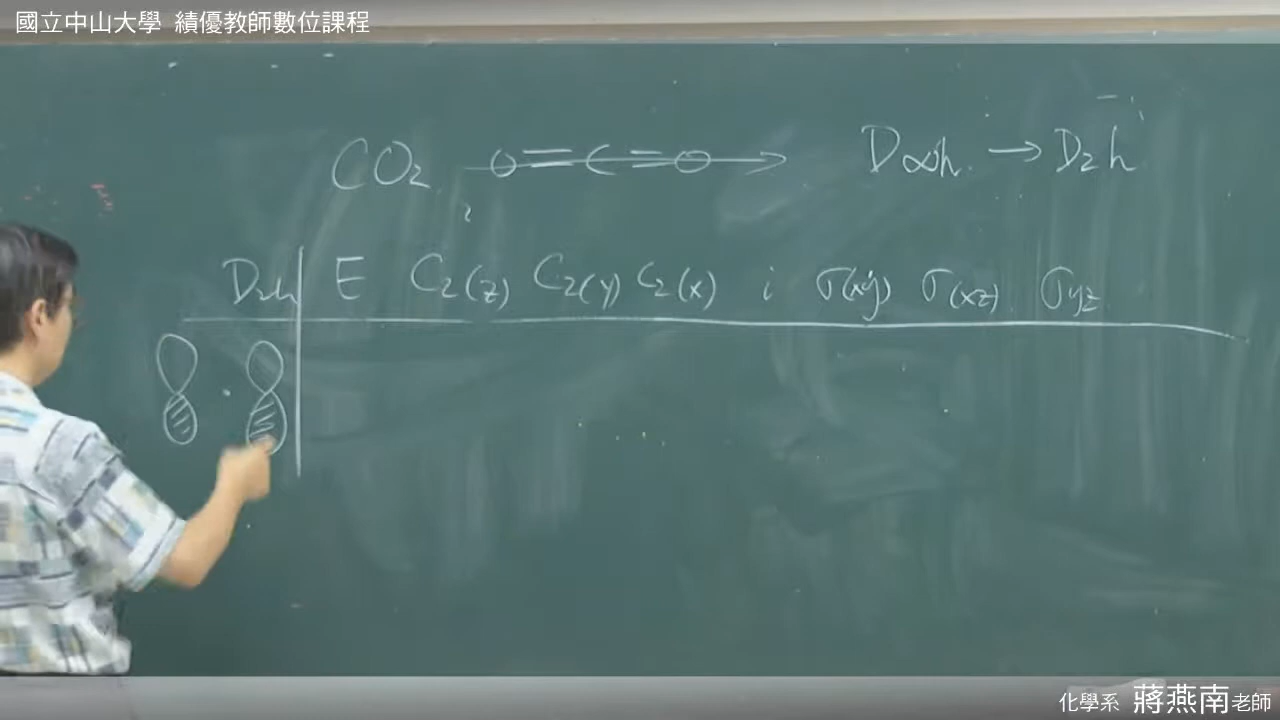 國立中山大學 績優教師數位課程
CO₂ O=C=O D∞h. → D₂h
D₂h E C₂(z) C₂(y) C₂(x) i σ(xy) σ(xz) σyz
化學系 蔣燕南老師